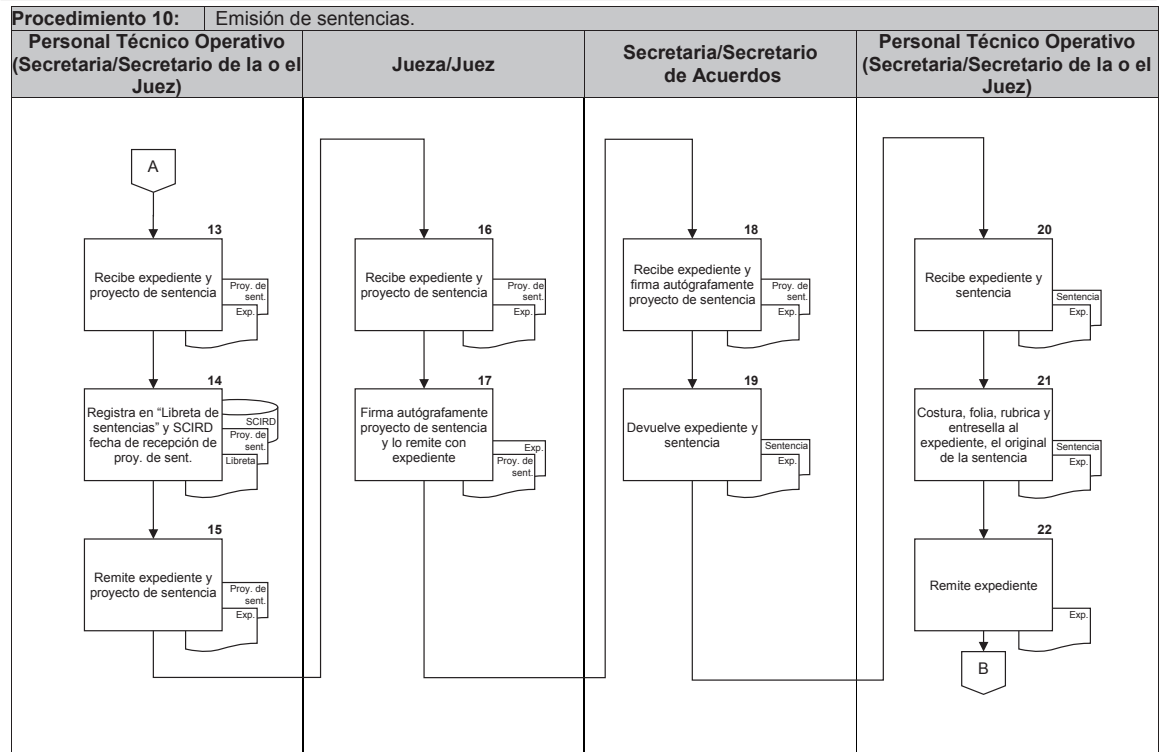 Procedimiento 10: Emisión de sentencias.
Personal Técnico Operativo
(Secretaria/Secretario de la o el
Juez)
Jueza/Juez
Secretaria/Secretario
de Acuerdos
Personal Técnico Operativo
(Secretaria/Secretario de la o el
Juez)
A
13
Recibe expediente y
proyecto de sentencia
Proy. de
sent.
Exp.
14
Registra en “Libreta de
sentencias” y SCIRD
fecha de recepción de
proy. de sent.
SCIRD
Proy. de
sent.
Libreta
15
Remite expediente y
proyecto de sentencia
Proy. de
sent.
Exp.
16
Recibe expediente y
proyecto de sentencia
Proy. de
sent.
Exp.
17
Firma autógrafamente
proyecto de sentencia
y lo remite con
expediente
Exp.
Proy. de
sent.
18
Recibe expediente y
firma autógrafamente
proyecto de sentencia
Proy. de
sent.
Exp.
19
Devuelve expediente y
sentencia
Sentencia
Exp.
20
Recibe expediente y
sentencia
Sentencia
Exp.
21
Costura, folia, rubrica y
entresella al
expediente, el original
de la sentencia
Sentencia
Exp.
22
Remite expediente
Exp.
B